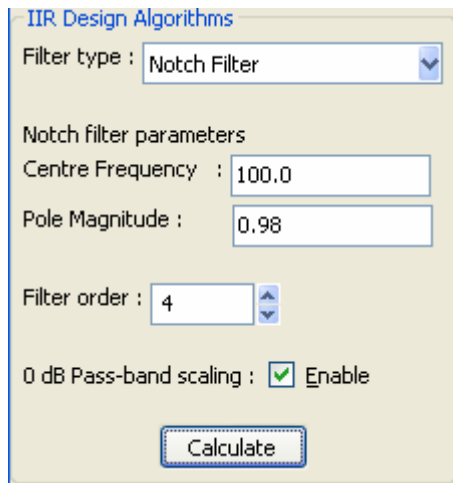 IIR Design Algorithms
Filter type : Notch Filter
Notch filter parameters
Centre Frequency : 100.0
Pole Magnitude : 0.98
Filter order : 4
0 dB Pass-band scaling : Enable
Calculate